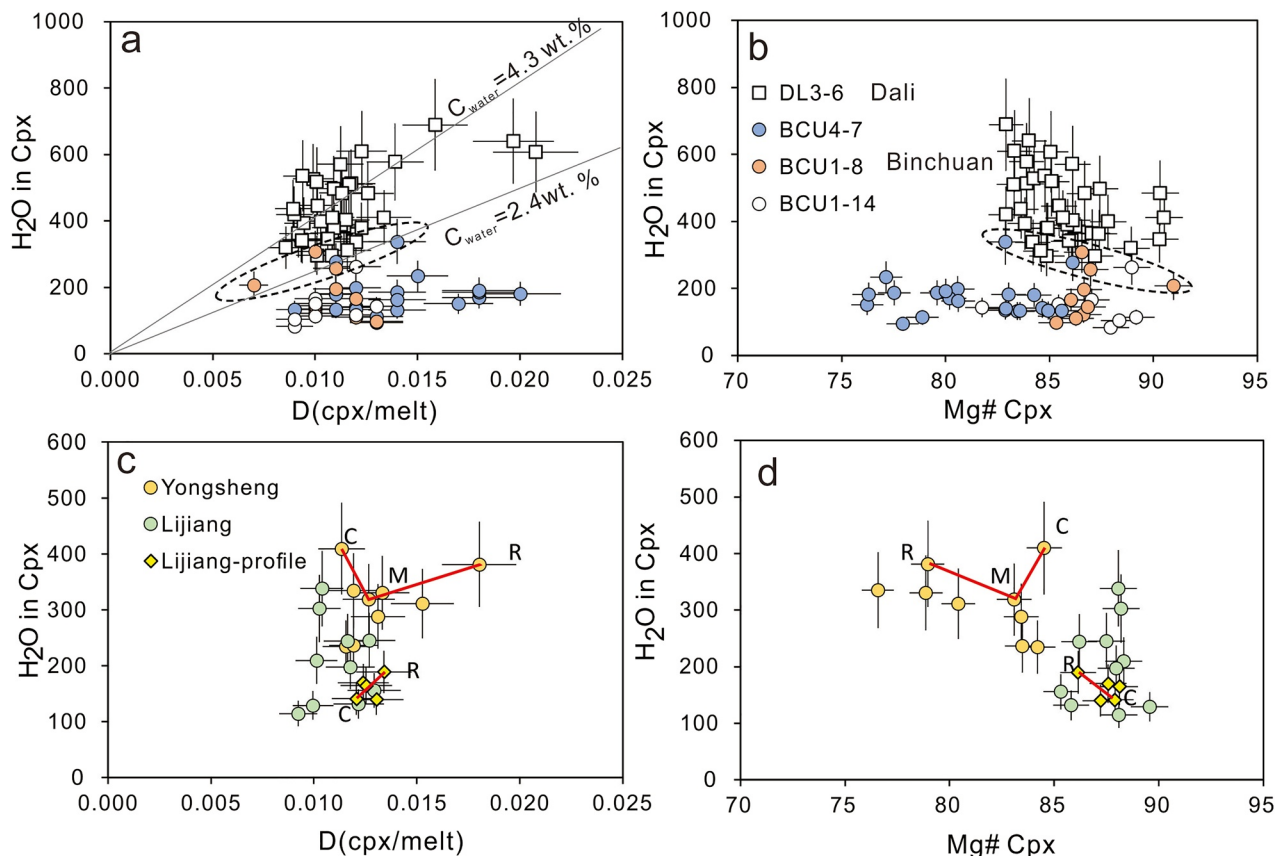 a
1000
800
600
400
200
0
0.000 0.005 0.010 0.015 0.020 0.025
H2O in Cpx
D(cpx/melt)
Cwater=4.3 wt. %
Cwater=2.4wt. %
b
1000
800
600
400
200
0
70 75 80 85 90 95
H2O in Cpx
Mg# Cpx
DL3-6 Dali
BCU4-7
BCU1-8 Binchuan
BCU1-14
c
600
500
400
300
200
100
0
0.000 0.005 0.010 0.015 0.020 0.025
H2O in Cpx
D(cpx/melt)
Yongsheng
Lijiang
Lijiang-profile
C
M
R
R
C
d
600
500
400
300
200
100
0
70 75 80 85 90 95
H2O in Cpx
Mg# Cpx
R
M
C
R
C